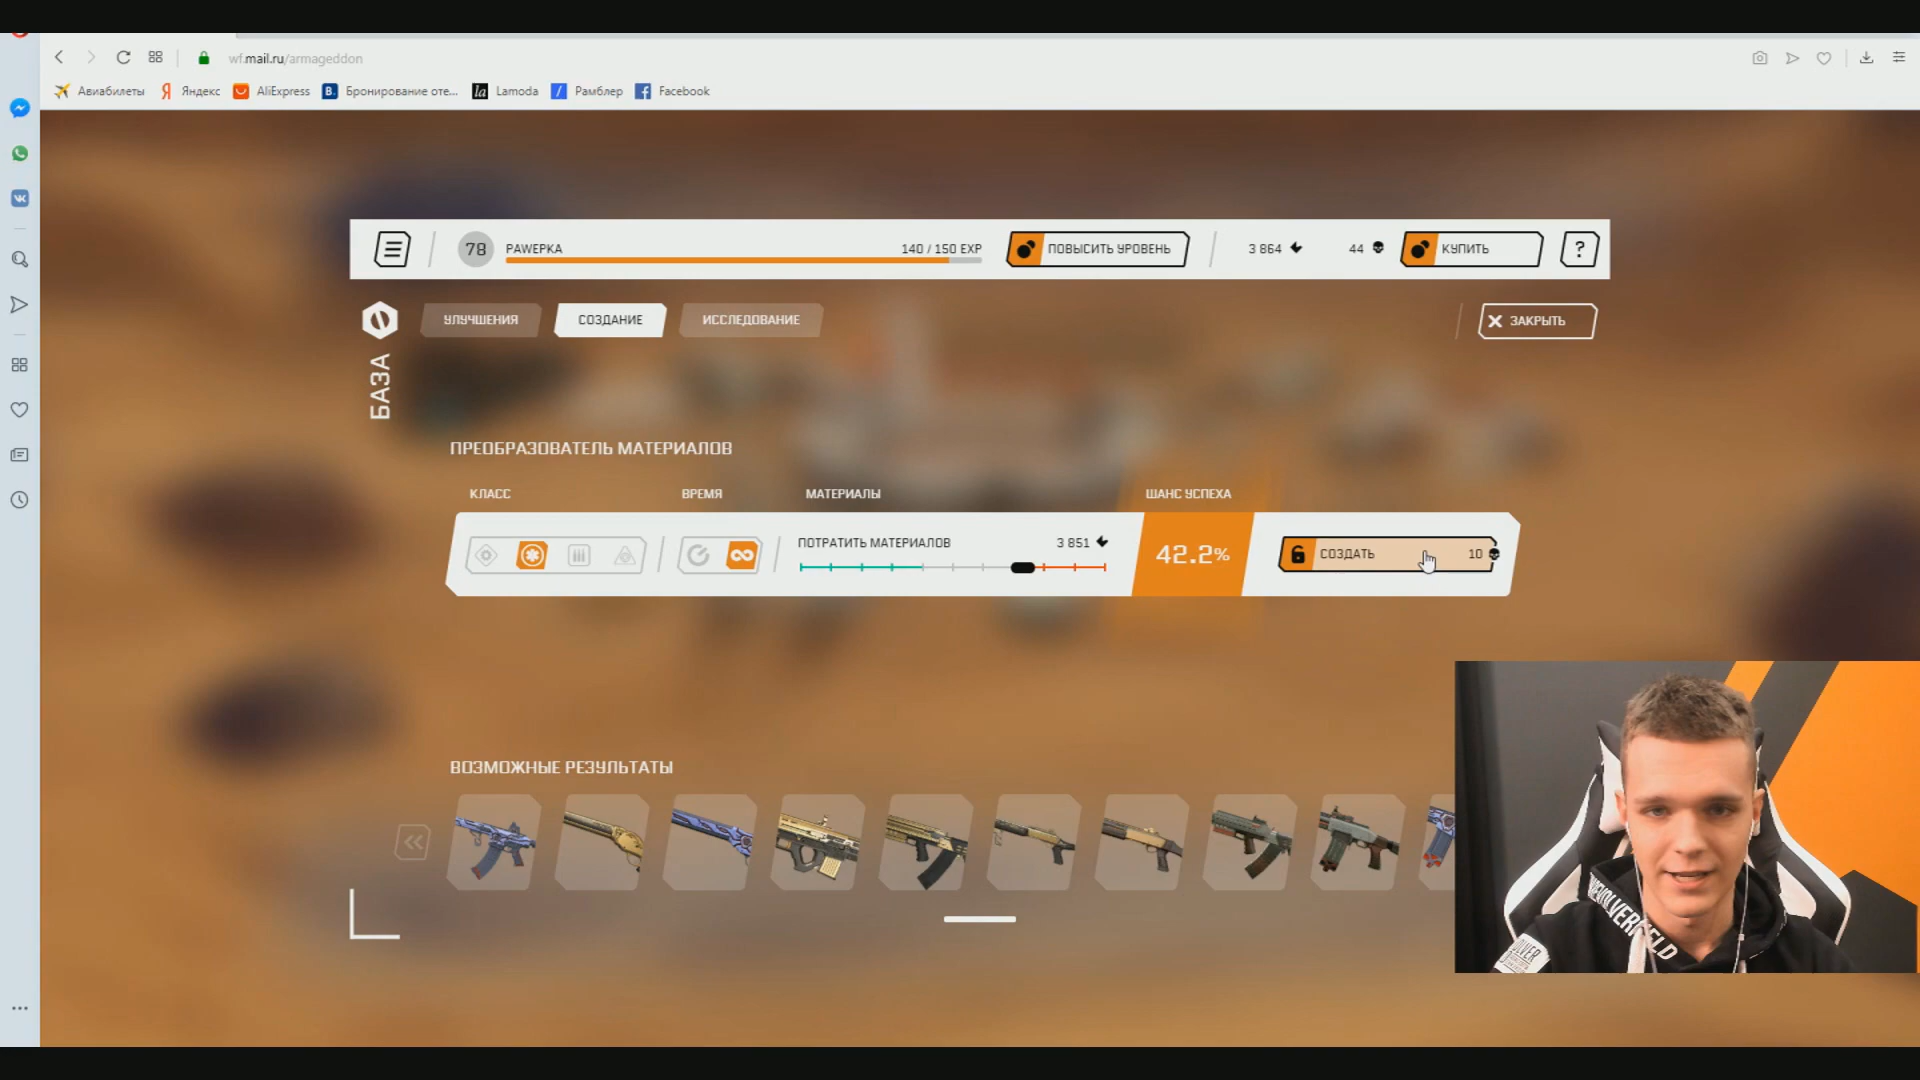 wf.mail.ru/armageddon
Авиабилеты Яндекс AliExpress B. Бронирование оте... la Lamoda Рамблер Facebook
78 PAWEPKA 140 / 150 EXP ПОВЫСИТЬ УРОВЕНЬ 3 864 44 КУПИТЬ ?
УЛУЧШЕНИЯ СОЗДАНИЕ ИССЛЕДОВАНИЕ ЗАКРЫТЬ
БАЗА
ПРЕОБРАЗОВАТЕЛЬ МАТЕРИАЛОВ
КЛАСС ВРЕМЯ МАТЕРИАЛЫ ШАНС УСПЕХА
ПОТРАТИТЬ МАТЕРИАЛОВ 3 851
42.2% СОЗДАТЬ 10
ВОЗМОЖНЫЕ РЕЗУЛЬТАТЫ